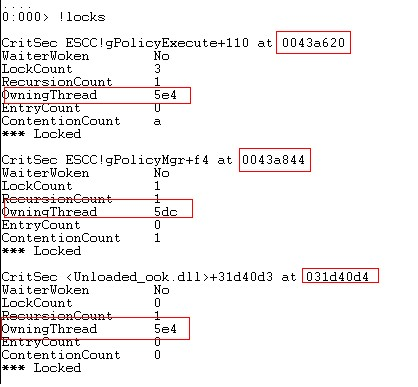 ....
0:000> !locks
CritSec ESCC!gPolicyExecute+110 at 0043a620
WaiterWoken No
LockCount 3
RecursionCount 1
OwningThread 5e4
EntryCount 0
ContentionCount a
*** Locked
CritSec ESCC!gPolicyMgr+f4 at 0043a844
WaiterWoken No
LockCount 1
RecursionCount 1
OwningThread 5dc
EntryCount 0
ContentionCount 1
*** Locked
CritSec <Unloaded_ook.dll>+31d40d3 at 031d40d4
WaiterWoken No
LockCount 0
RecursionCount 1
OwningThread 5e4
EntryCount 0
ContentionCount 0
*** Locked